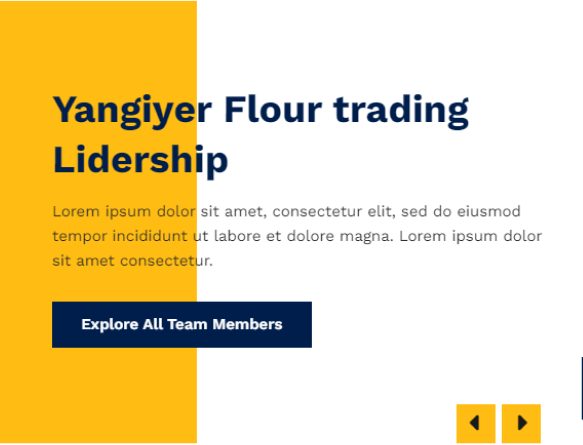 Yangiyer Flour trading
Lidership
Lorem ipsum dolor sit amet, consectetur elit, sed do eiusmod
tempor incididunt ut labore et dolore magna. Lorem ipsum dolor
sit amet consectetur.
Explore All Team Members